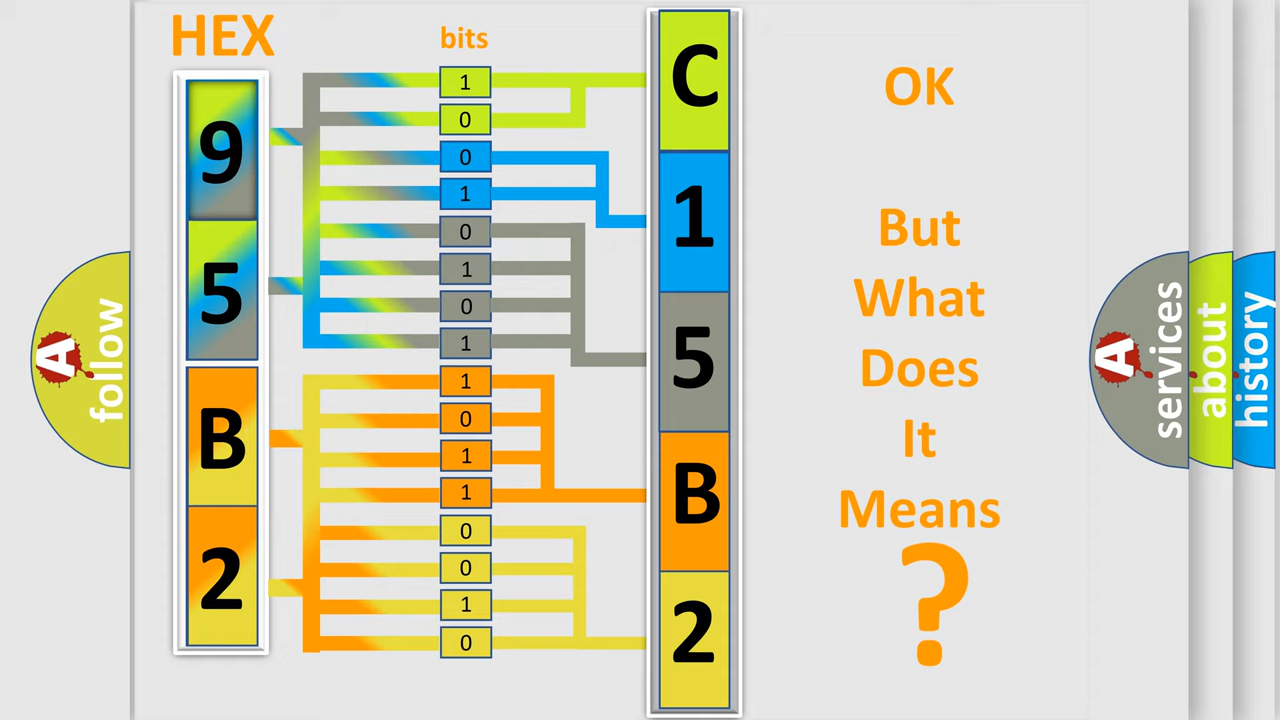 HEX
bits
9
5
B
2
1
0
0
1
0
1
0
1
1
0
1
1
0
0
1
0
C
1
5
B
2
OK
But
What
Does
It
Means
?
A
follow
A
services
about
history